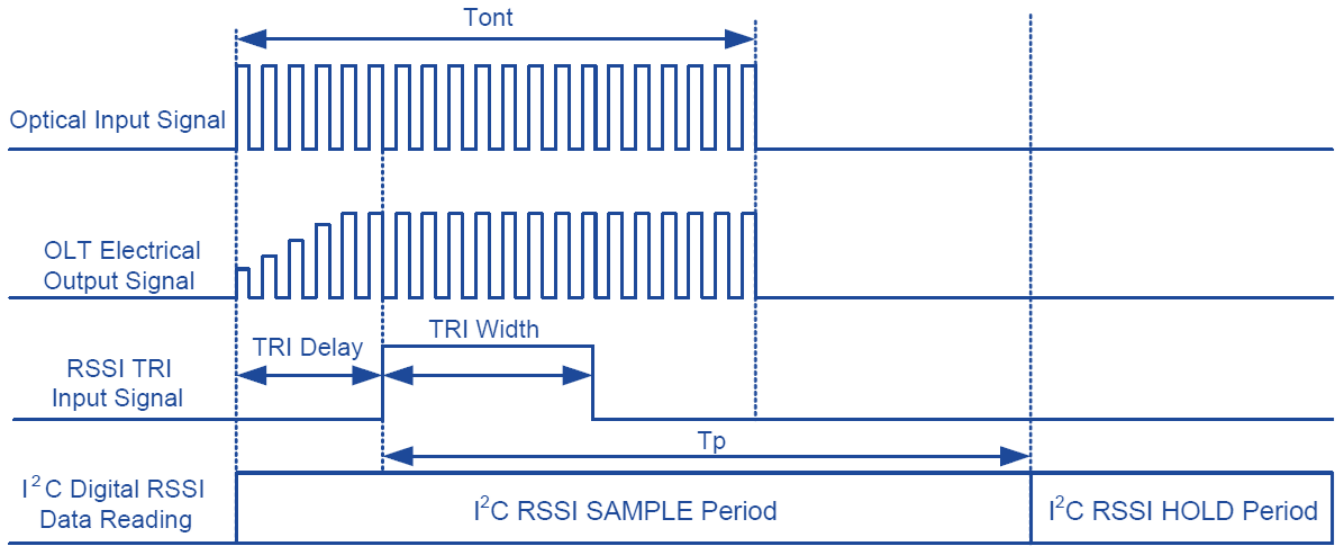 Tont
Optical Input Signal
OLT Electrical
Output Signal
TRI Delay
TRI Width
RSSI TRI
Input Signal
Tp
I²C Digital RSSI
Data Reading
I²C RSSI SAMPLE Period
I²C RSSI HOLD Period